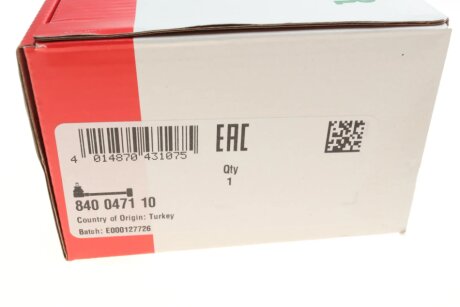 EAC
4 014870 431075
Qty
1
840 0471 10
Country of Origin: Turkey
Batch: E000127726